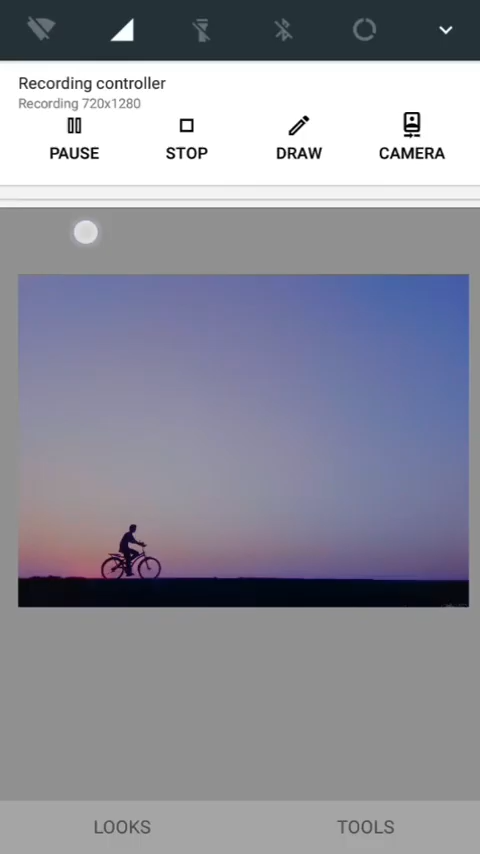 Recording controller
Recording 720x1280
PAUSE STOP DRAW CAMERA
LOOKS TOOLS